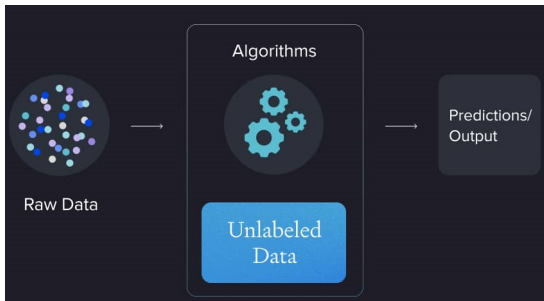 Raw Data
Algorithms
Unlabeled
Data
Predictions/
Output